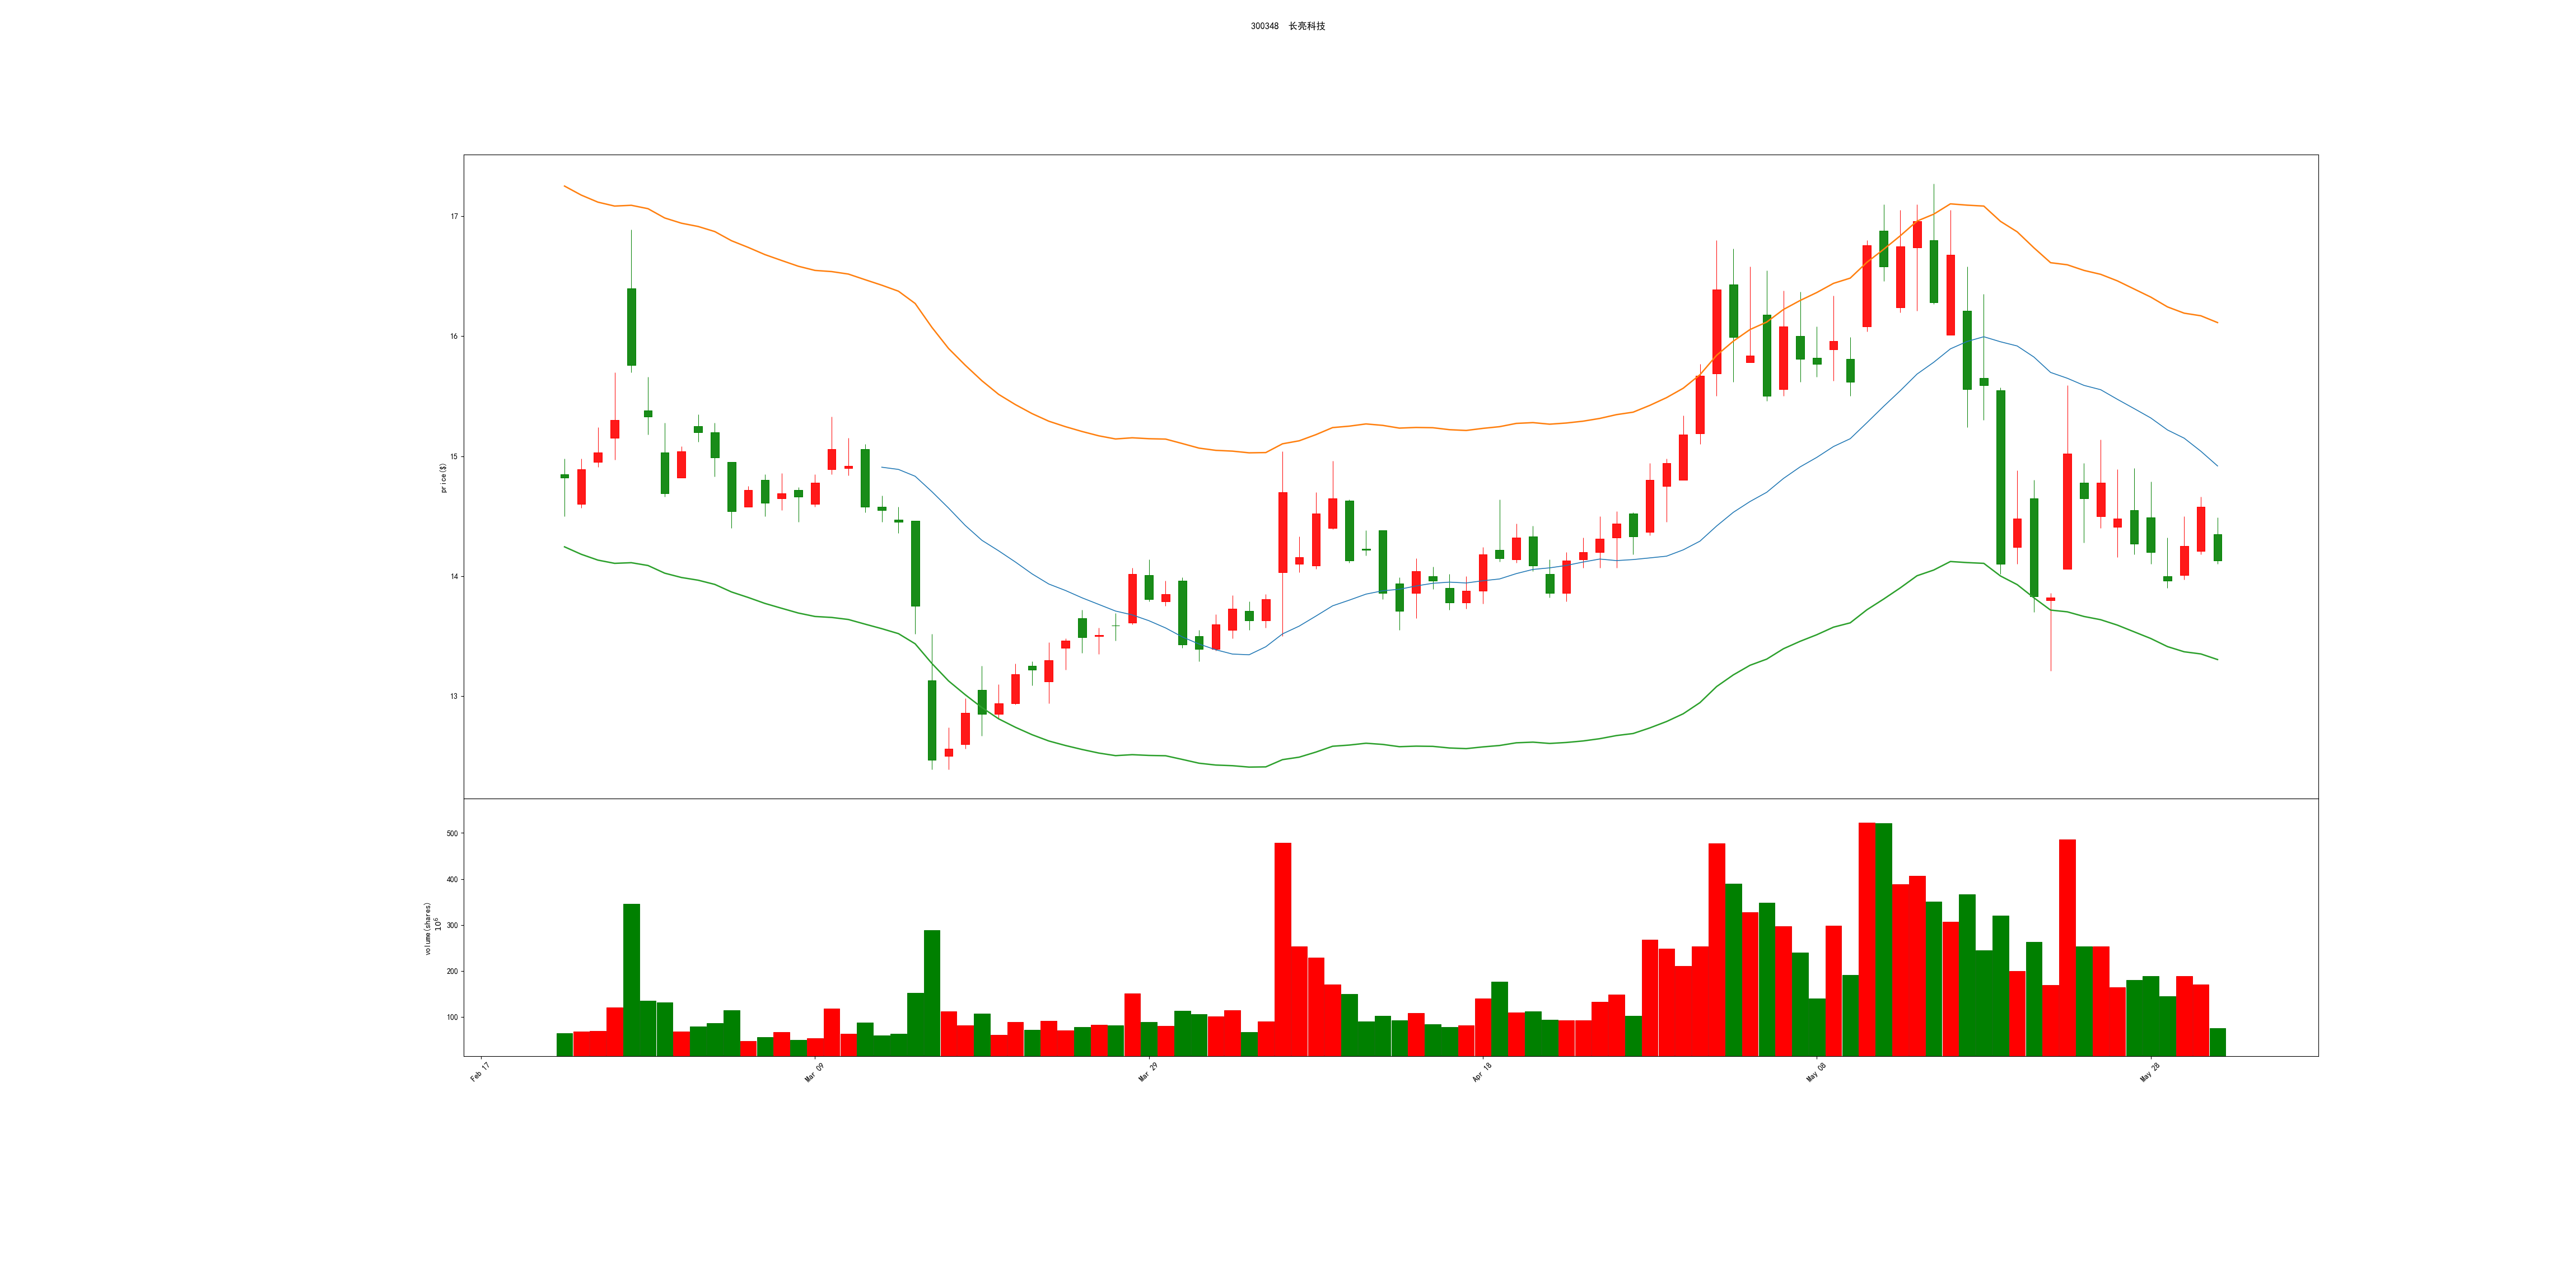 300348 长亮科技
price($)
17
16
15
14
13
volume(shares)
10^6
500
400
300
200
100
Feb 17
Mar 09
Mar 29
Apr 18
May 08
May 28